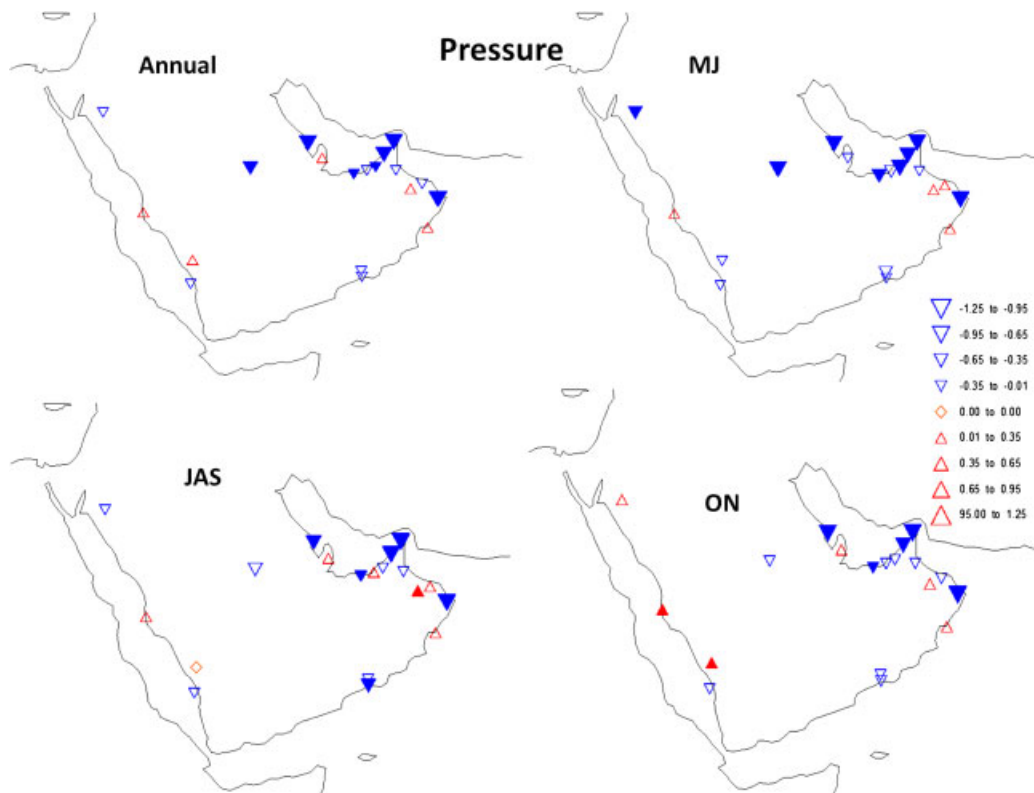 Pressure
Annual
MJ
-1.25 to -0.95
-0.95 to -0.65
-0.65 to -0.35
-0.35 to -0.01
0.00 to 0.00
0.01 to 0.35
0.35 to 0.65
0.65 to 0.95
95.00 to 1.25
JAS
ON